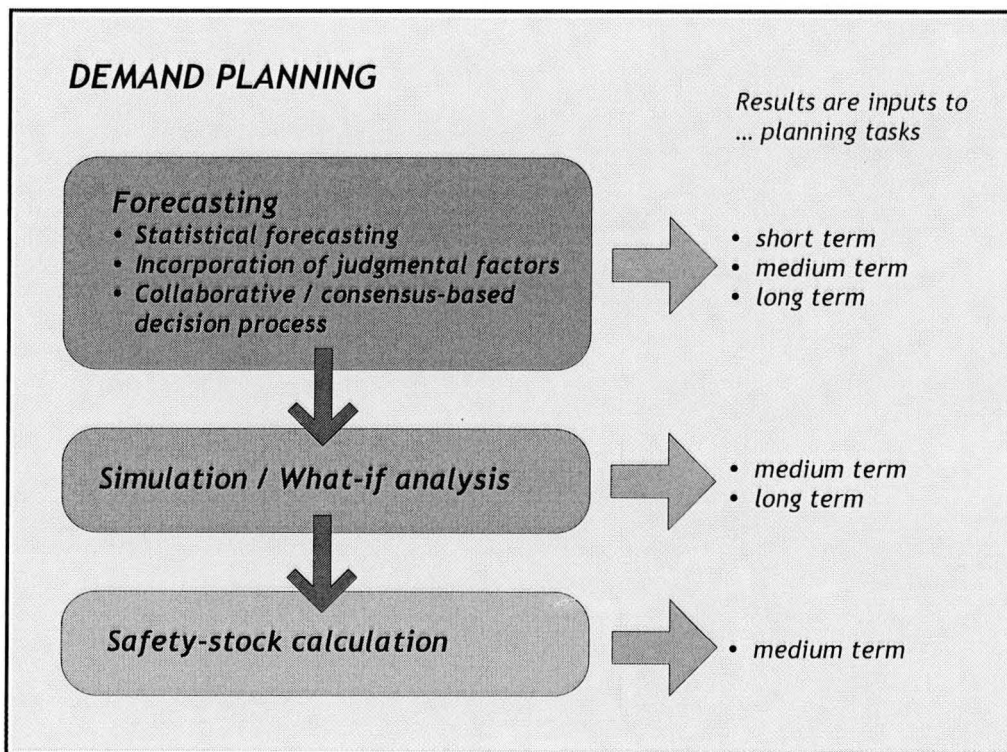 DEMAND PLANNING
Results are inputs to
... planning tasks
Forecasting
• Statistical forecasting
• Incorporation of judgmental factors
• Collaborative / consensus-based
decision process
• short term
• medium term
• long term
Simulation / What-if analysis
• medium term
• long term
Safety-stock calculation
• medium term